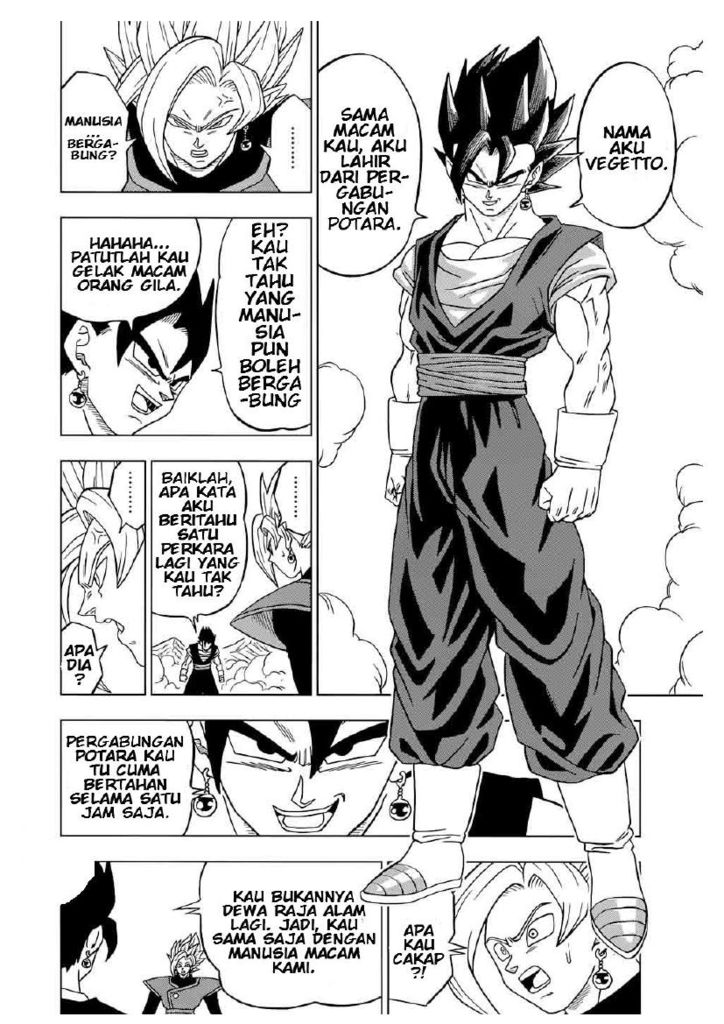 NAMA
AKU
VEGETTO.
SAMA
MACAM
KAU, AKU
LAHIR
DARI PER-
GABU-
NGAN
POTARA.
..........
MANUSIA
...
BERGA-
BUNG?
EH?
KAU
TAK
TAHU
YANG
MANU-
SIA
PUN
BOLEH
BERGA
-BUNG
HAHAHA...
PATUTLAH KAU
GELAK MACAM
ORANG GILA.
BAIKLAH,
APA KATA
AKU
BERITAHU
SATU
PERKARA
LAGI YANG
KAU TAK
TAHU?
..........
..........
APA
DIA
?
PERGABUNGAN
POTARA KAU
TU CUMA
BERTAHAN
SELAMA SATU
JAM SAJA.
APA
KAU
CAKAP
?!
KAU BUKANNYA
DEWA RAJA ALAM
LAGI. JADI, KAU
SAMA SAJA DENGAN
MANUSIA MACAM
KAMI.